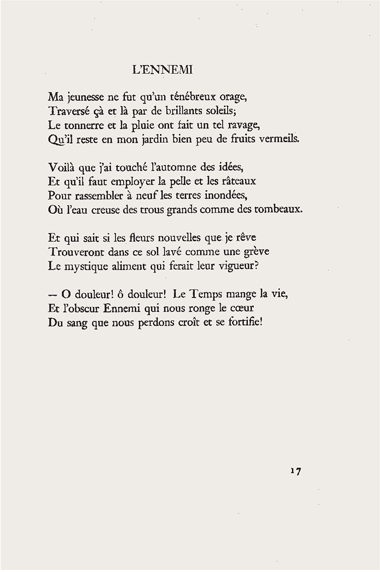 L'ENNEMI
Ma jeunesse ne fut qu'un ténébreux orage,
Traversé çà et là par de brillants soleils;
Le tonnerre et la pluie ont fait un tel ravage,
Qu'il reste en mon jardin bien peu de fruits vermeils.
Voilà que j'ai touché l'automne des idées,
Et qu'il faut employer la pelle et les râteaux
Pour rassembler à neuf les terres inondées,
Où l'eau creuse des trous grands comme des tombeaux.
Et qui sait si les fleurs nouvelles que je rêve
Trouveront dans ce sol lavé comme une grève
Le mystique aliment qui ferait leur vigueur?
— O douleur! ô douleur! Le Temps mange la vie,
Et l'obscur Ennemi qui nous ronge le cœur
Du sang que nous perdons croît et se fortifie!
17